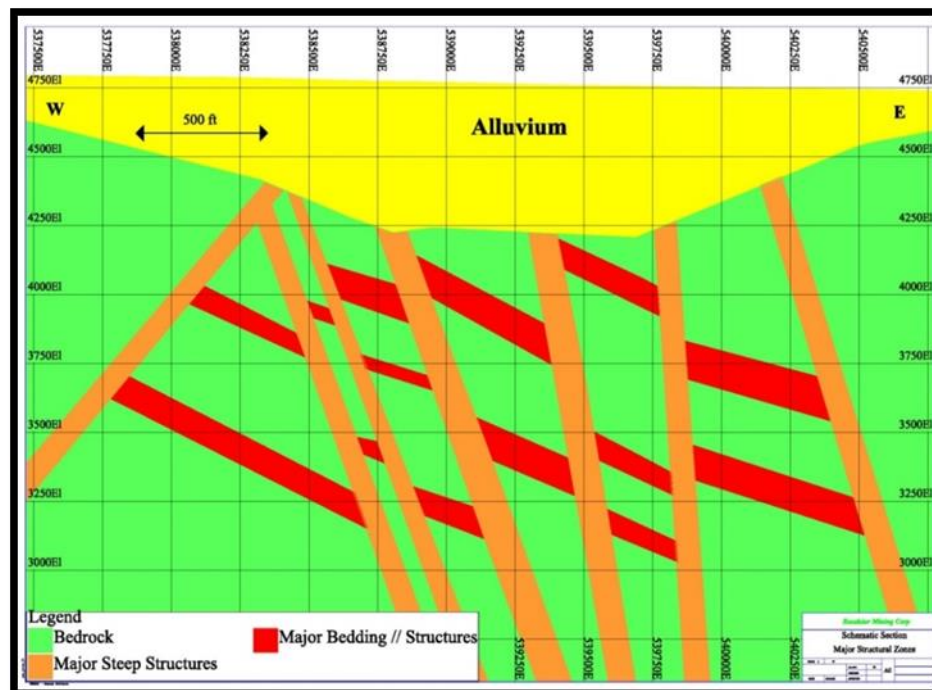 537500E 537750E 538000E 538250E 538500E 538750E 539000E 539250E 539500E 539750E 540000E 540250E 540500E
4750El 4750El
W E
500 ft
Alluvium
4500El 4500El
4250El 4250El
4000El 4000El
3750El 3750El
3500El 3500El
3250El 3250El
3000El 3000El
Legend
Bedrock
Major Bedding // Structures
Major Steep Structures
539250E 539500E 539750E 540000E 540250E
Mining Corp
Schematic Section
Major Structural Zones